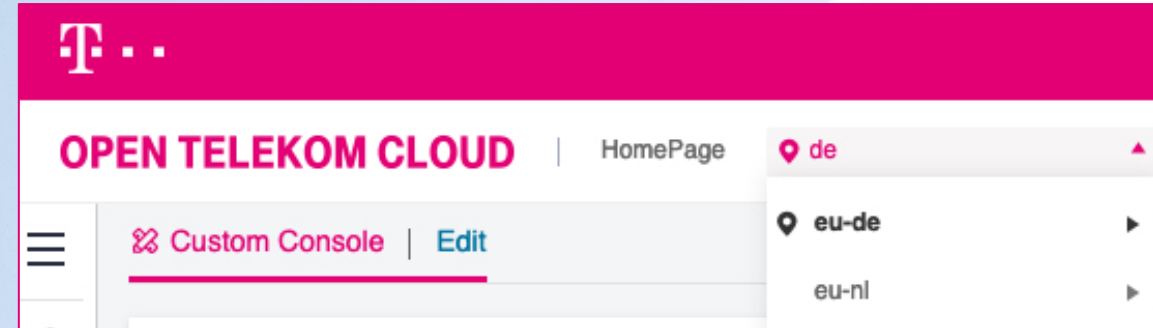 T
OPEN TELEKOM CLOUD | HomePage de
eu-de
eu-nl
Custom Console | Edit